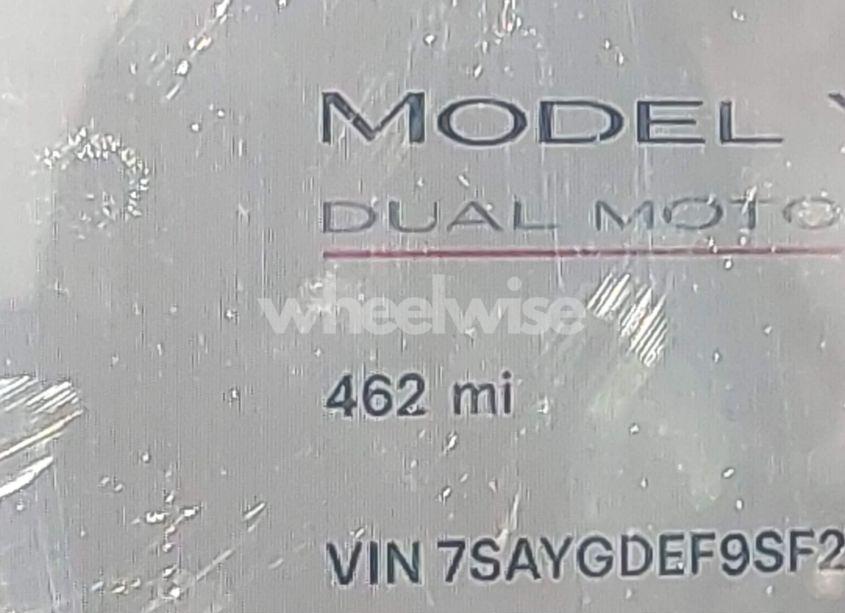 MODEL Y
DUAL MOTO
wheelwise
462 mi
VIN 7SAYGDEF9SF2